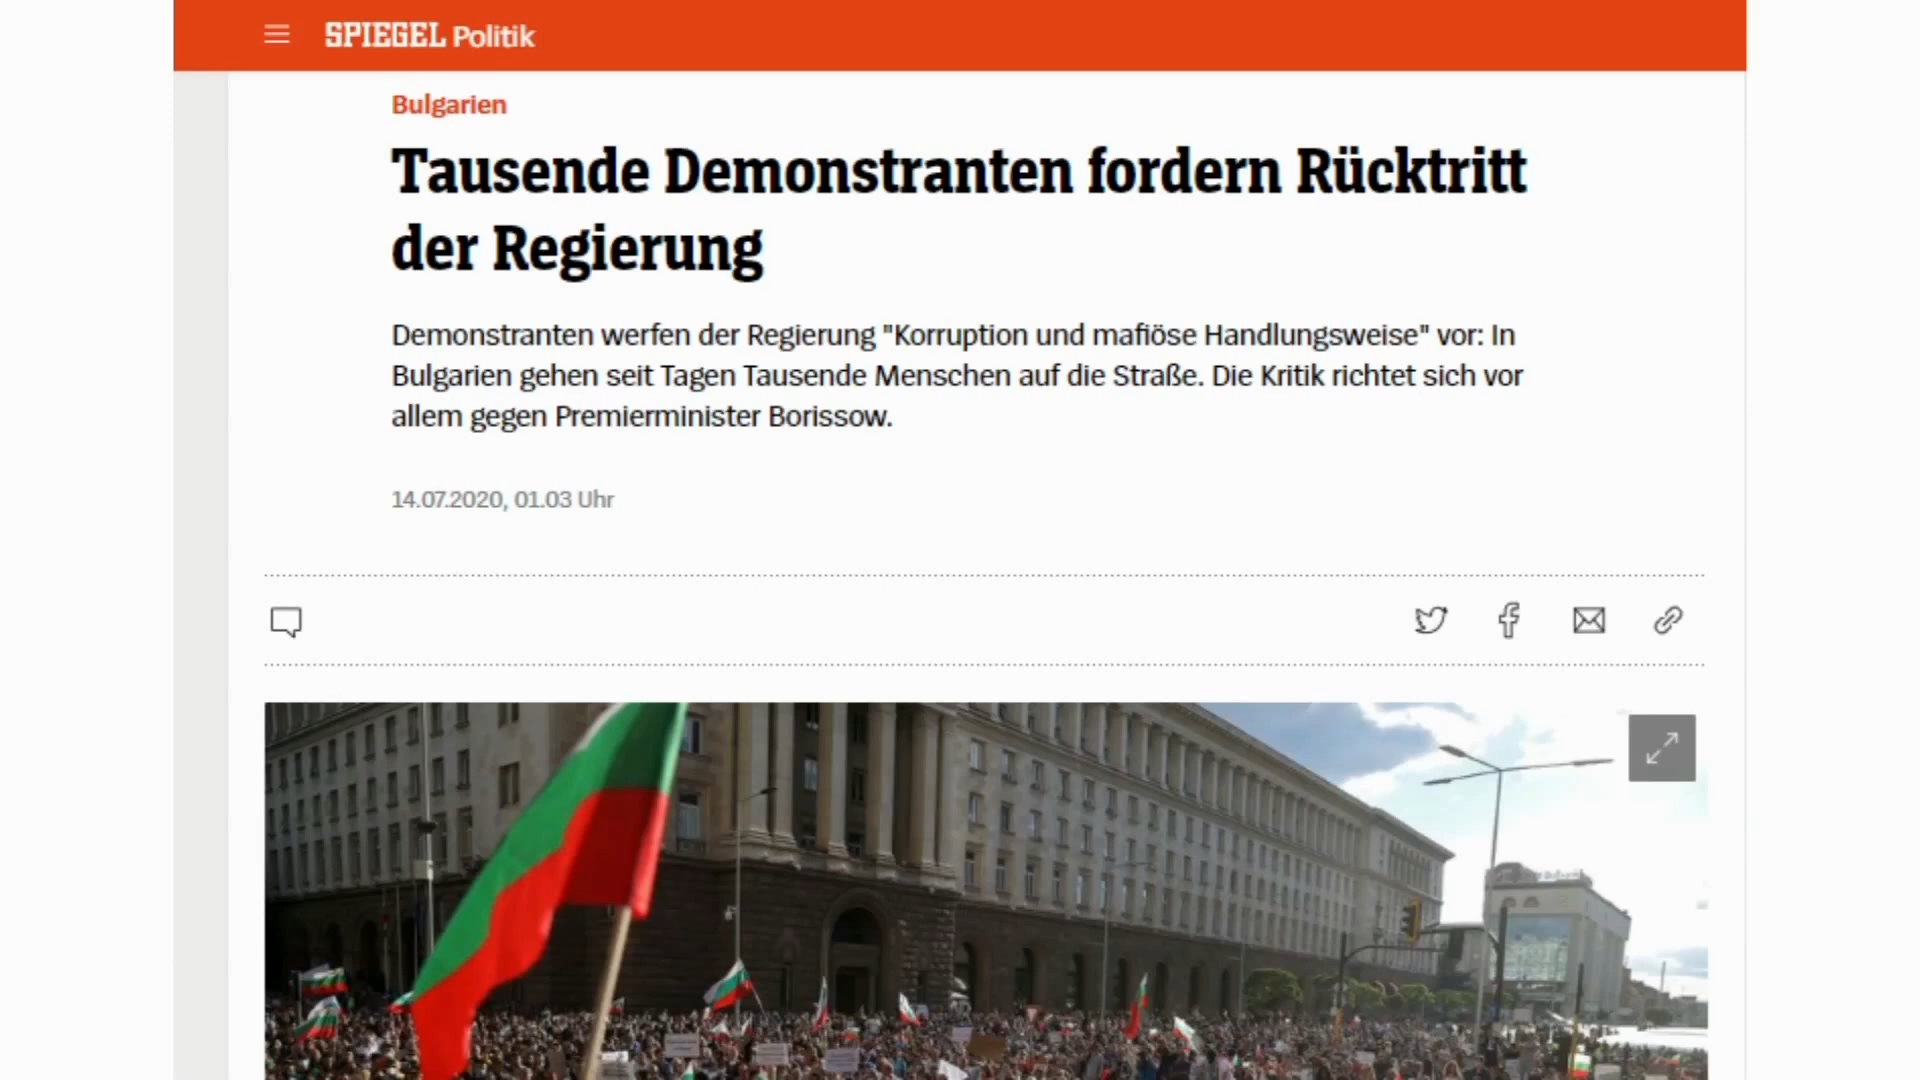 SPIEGEL Politik
Bulgarien
Tausende Demonstranten fordern Rücktritt
der Regierung
Demonstranten werfen der Regierung "Korruption und mafiöse Handlungsweise" vor: In
Bulgarien gehen seit Tagen Tausende Menschen auf die Straße. Die Kritik richtet sich vor
allem gegen Premierminister Borissow.
14.07.2020, 01.03 Uhr